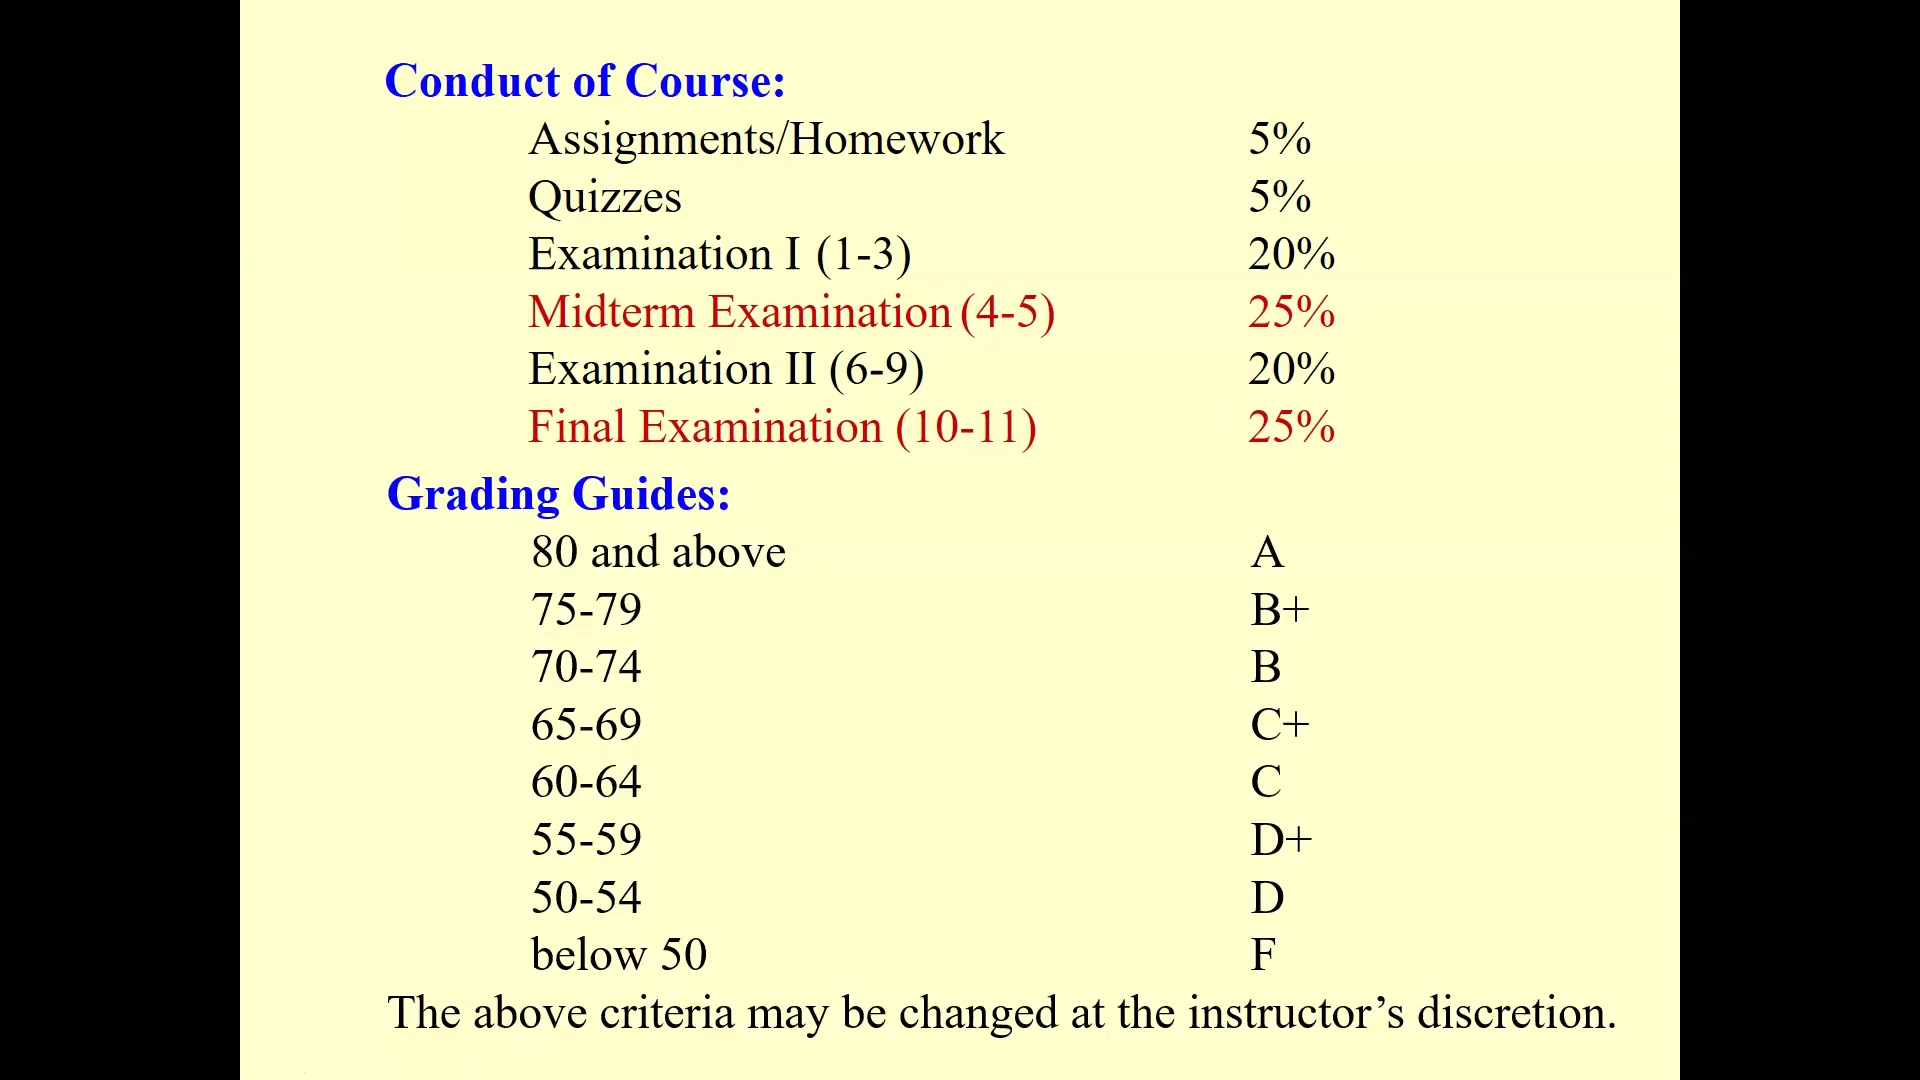 Conduct of Course:
Assignments/Homework 5%
Quizzes 5%
Examination I (1-3) 20%
Midterm Examination (4-5) 25%
Examination II (6-9) 20%
Final Examination (10-11) 25%
Grading Guides:
80 and above A
75-79 B+
70-74 B
65-69 C+
60-64 C
55-59 D+
50-54 D
below 50 F
The above criteria may be changed at the instructor’s discretion.